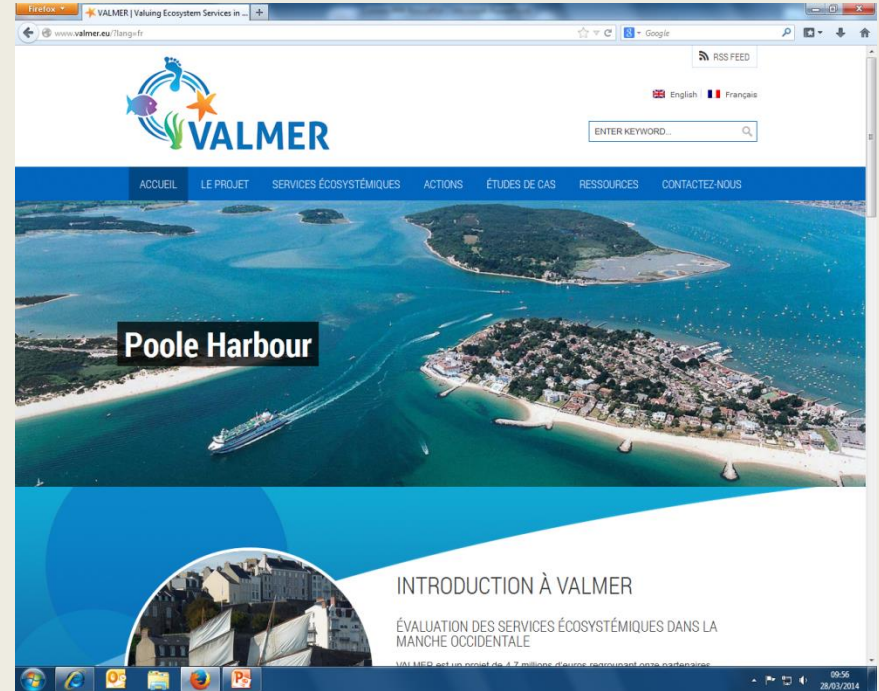 Firefox
VALMER | Valuing Ecosystem Services in ...
www.valmer.eu/?lang=fr
Google
RSS FEED
English
Français
VALMER
ENTER KEYWORD...
ACCUEIL LE PROJET SERVICES ÉCOSYSTÉMIQUES ACTIONS ÉTUDES DE CAS RESSOURCES CONTACTEZ-NOUS
Poole Harbour
INTRODUCTION À VALMER
ÉVALUATION DES SERVICES ÉCOSYSTÉMIQUES DANS LA
MANCHE OCCIDENTALE
VALMER est un projet de 4,7 millions d'euros regroupant onze partenaires
09:56
28/03/2014